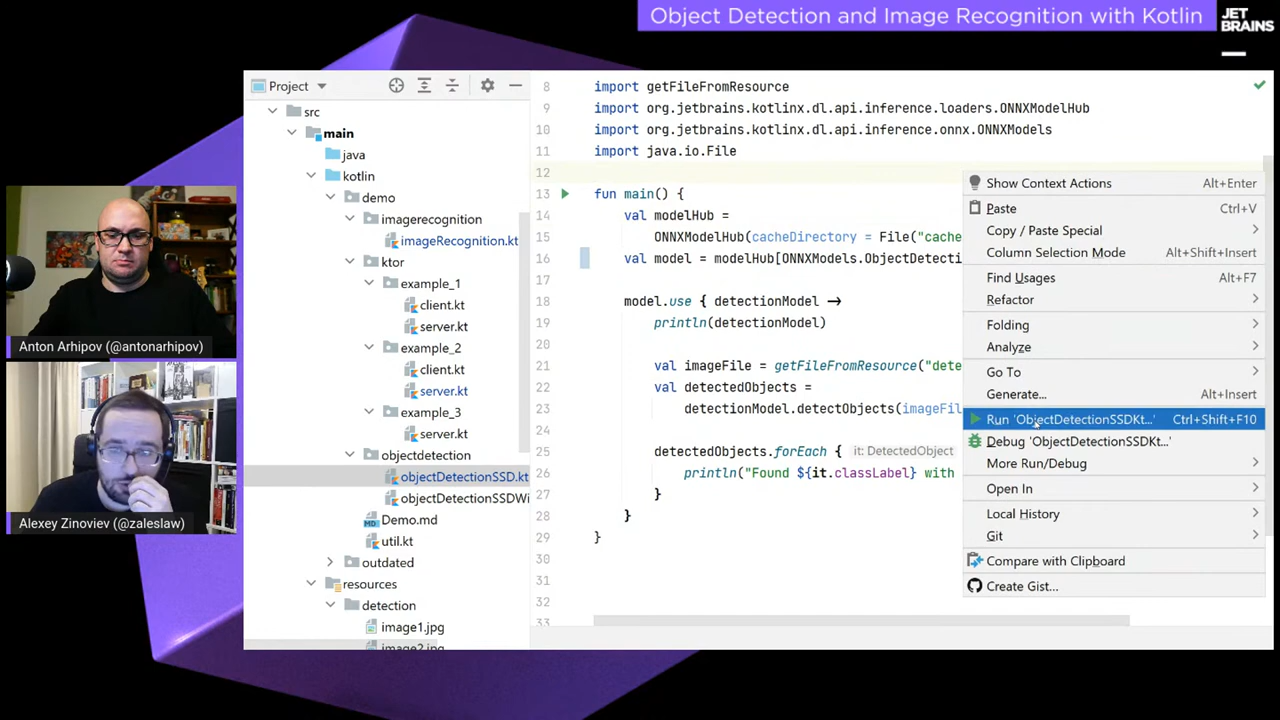 Object Detection and Image Recognition with Kotlin
JET
BRAINS
Project
src
main
java
kotlin
demo
imagerecognition
imageRecognition.kt
ktor
example_1
client.kt
server.kt
example_2
client.kt
server.kt
example_3
server.kt
objectdetection
objectDetectionSSD.kt
objectDetectionSSDWi
Demo.md
util.kt
outdated
resources
detection
image1.jpg
image2.jpg
8 import getFileFromResource
9 import org.jetbrains.kotlinx.dl.api.inference.loaders.ONNXModelHub
10 import org.jetbrains.kotlinx.dl.api.inference.onnx.ONNXModels
11 import java.io.File
12
13 fun main() {
14 val modelHub =
15 ONNXModelHub(cacheDirectory = File("cache
16 val model = modelHub[ONNXModels.ObjectDetecti
17
18 model.use { detectionModel ->
19 println(detectionModel)
20
21 val imageFile = getFileFromResource("dete
22 val detectedObjects =
23 detectionModel.detectObjects(imageFil
24
25 detectedObjects.forEach { it: DetectedObject
26 println("Found ${it.classLabel} with
27 }
28 }
29 }
30
31
32
33
Show Context Actions Alt+Enter
Paste Ctrl+V
Copy / Paste Special
Column Selection Mode Alt+Shift+Insert
Find Usages Alt+F7
Refactor
Folding
Analyze
Go To
Generate... Alt+Insert
Run 'ObjectDetectionSSDKt...' Ctrl+Shift+F10
Debug 'ObjectDetectionSSDKt...'
More Run/Debug
Open In
Local History
Git
Compare with Clipboard
Create Gist...
Anton Arhipov (@antonarhipov)
Alexey Zinoviev (@zaleslaw)